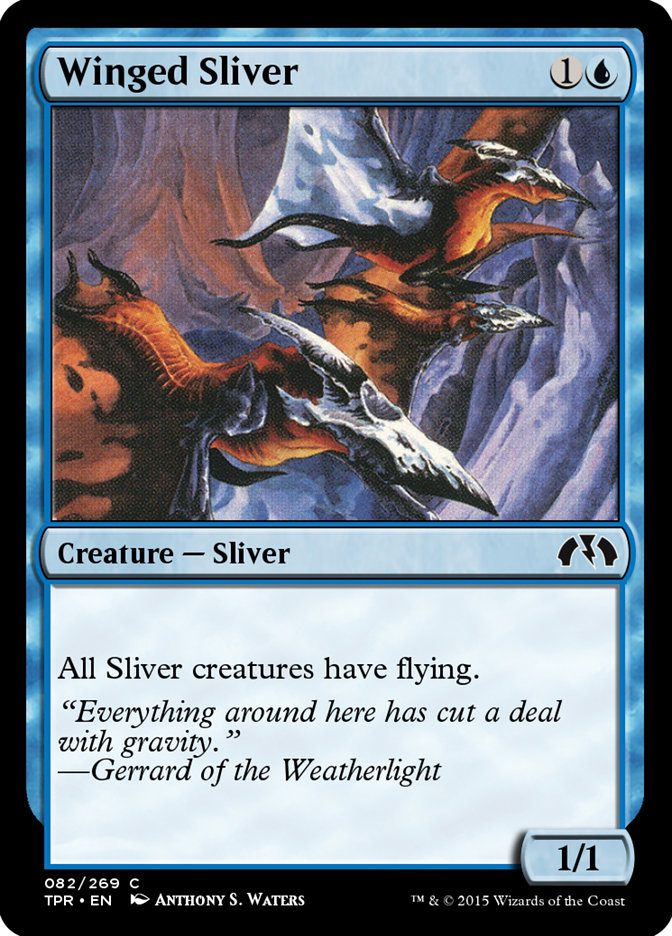 Winged Sliver 1
Creature — Sliver
All Sliver creatures have flying.
“Everything around here has cut a deal
with gravity.”
—Gerrard of the Weatherlight
1/1
082/269 C
TPR • EN Anthony S. Waters ™ & © 2015 Wizards of the Coast